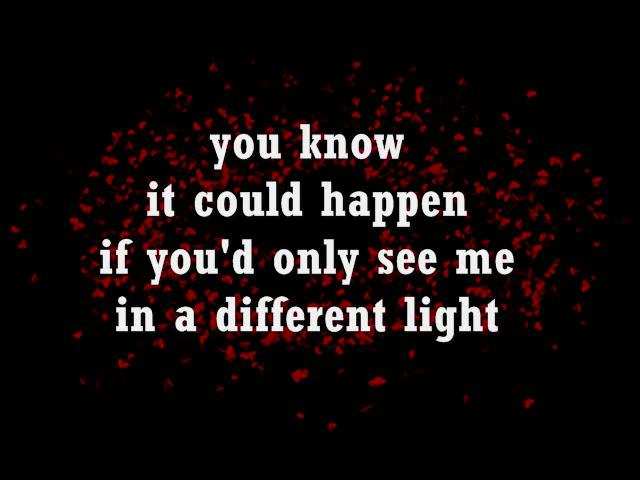 you know
it could happen
if you'd only see me
in a different light